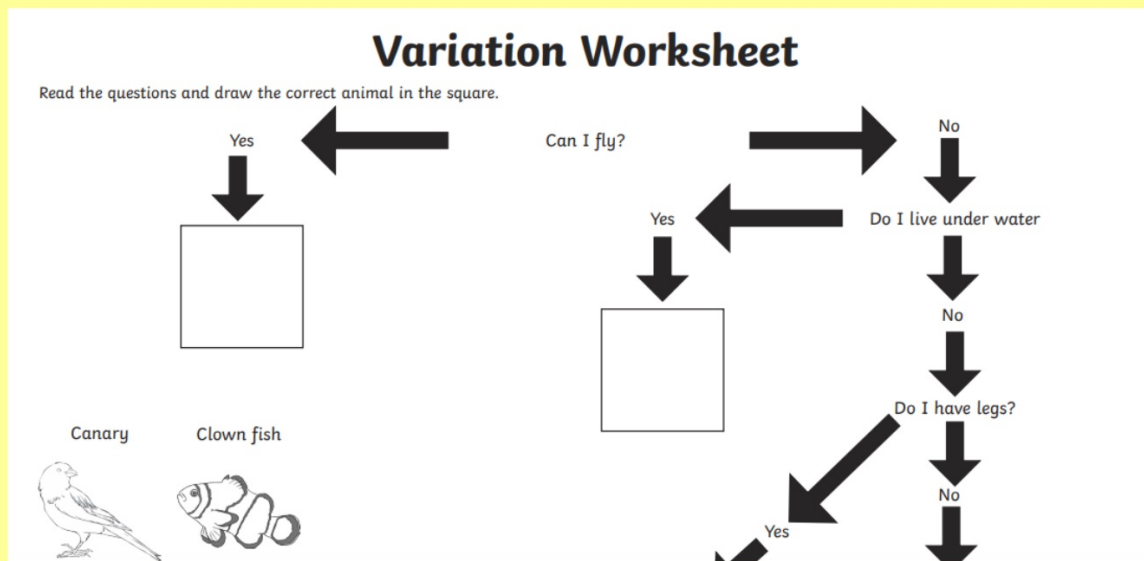 Variation Worksheet
Read the questions and draw the correct animal in the square.
Yes
Can I fly?
No
Yes
Do I live under water
No
Do I have legs?
Canary
Clown fish
No
Yes